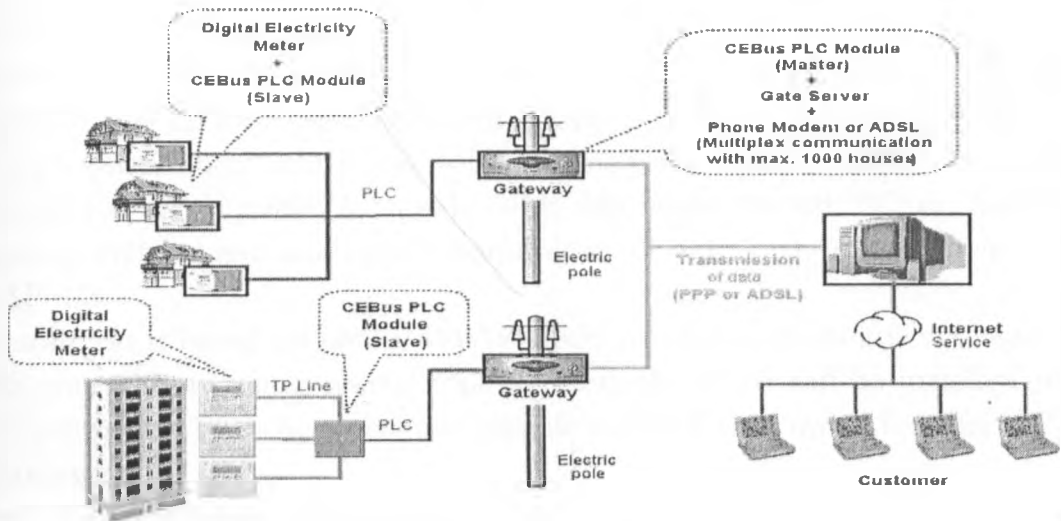 Digital Electricity
Meter
+
CEBus PLC Module
(Slave)
CEBus PLC Module
(Master)
+
Gate Server
+
Phone Modem or ADSL
(Multiplex communication
with max. 1000 houses)
PLC
Gateway
Electric
pole
Transmission
of data
(PPP or ADSL)
Digital
Electricity
Meter
CEBus PLC
Module
(Slave)
TP Line
PLC
Gateway
Electric
pole
Internet
Service
Customer